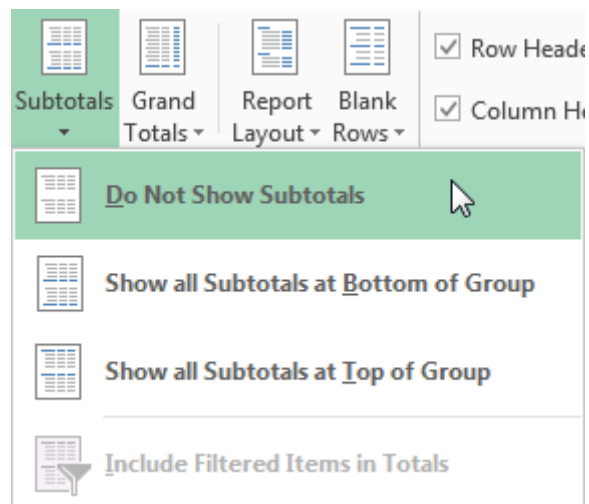 Subtotals Grand Totals Report Layout Blank Rows
Row Heade
Column H
Do Not Show Subtotals
Show all Subtotals at Bottom of Group
Show all Subtotals at Top of Group
Include Filtered Items in Totals